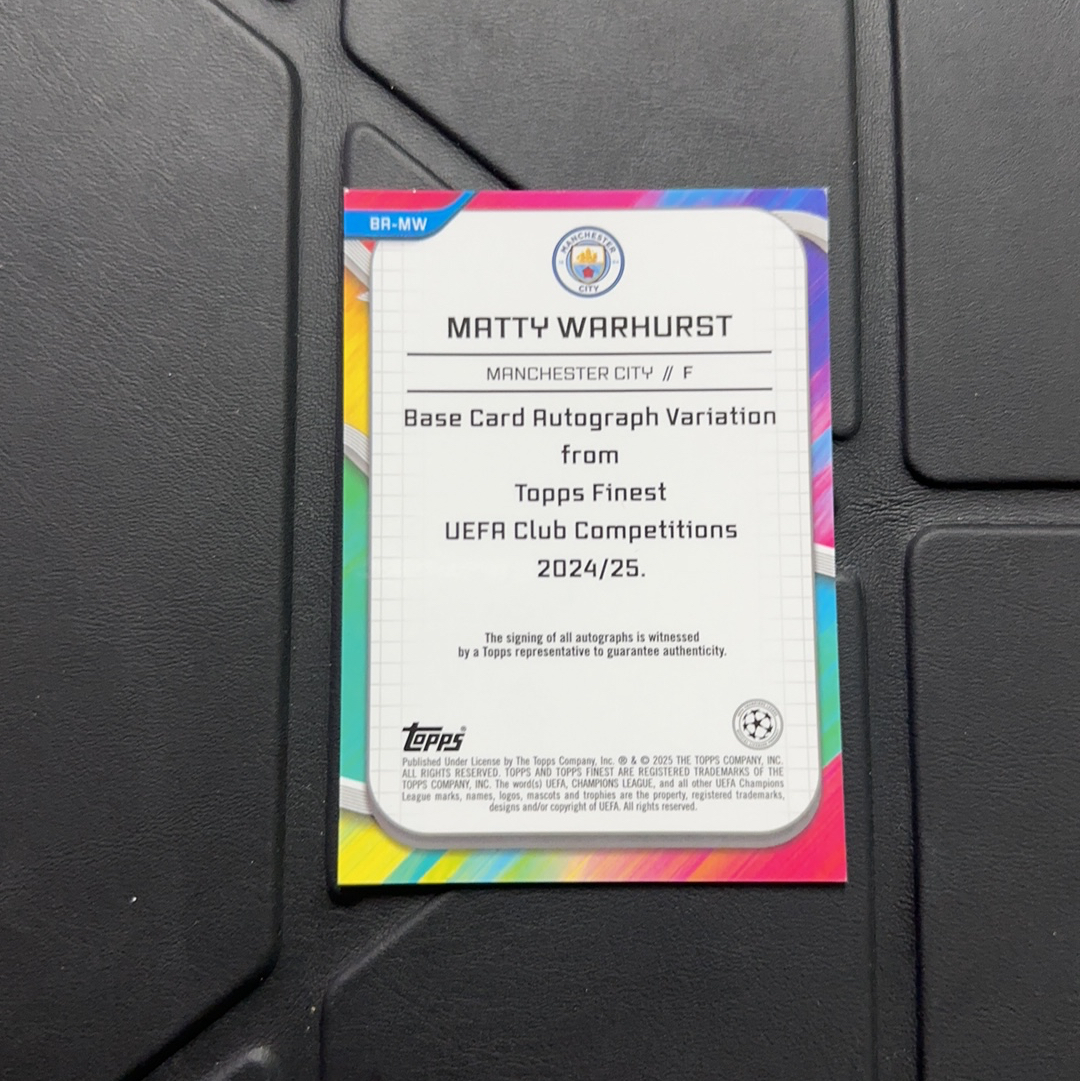 BA-MW
MANCHESTER
CITY
MATTY WARHURST
MANCHESTER CITY // F
Base Card Autograph Variation
from
Topps Finest
UEFA Club Competitions
2024/25.
The signing of all autographs is witnessed
by a Topps representative to guarantee authenticity.
topps®
Published Under License by The Topps Company, Inc. ® & © 2025 THE TOPPS COMPANY, INC.
ALL RIGHTS RESERVED. TOPPS AND TOPPS FINEST ARE REGISTERED TRADEMARKS OF THE
TOPPS COMPANY, INC. The word(s) UEFA, CHAMPIONS LEAGUE, and all other UEFA Champions
League marks, names, logos, mascots and trophies are the property, registered trademarks,
designs and/or copyright of UEFA. All rights reserved.